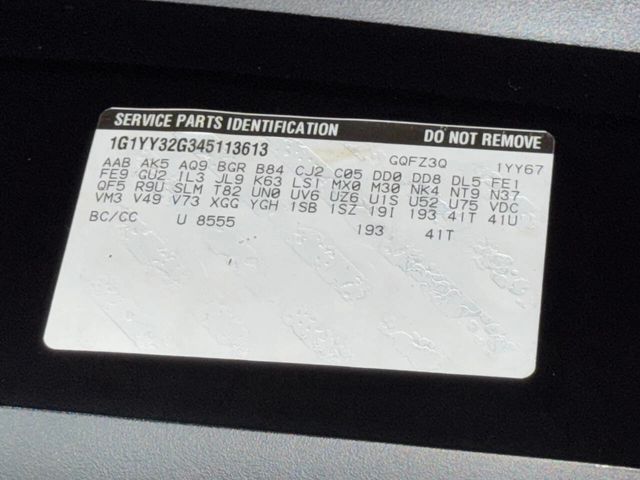 SERVICE PARTS IDENTIFICATION DO NOT REMOVE
1G1YY32G345113613 GQFZ3Q 1YY67
AAB AK5 AQ9 BGR B84 CJ2 C05 DD0 DD8 DL5 FE1
FE9 GU2 IL3 JL9 K63 LS1 MX0 M30 NK4 NT9 N37
QF5 R9U SLM T82 UN0 UV6 UZ6 U1S U52 U75 VDC
VM3 V49 V73 XGG YGH 1SB 1SZ 19I 193 41T 41U
BC/CC U 8555 193 41T